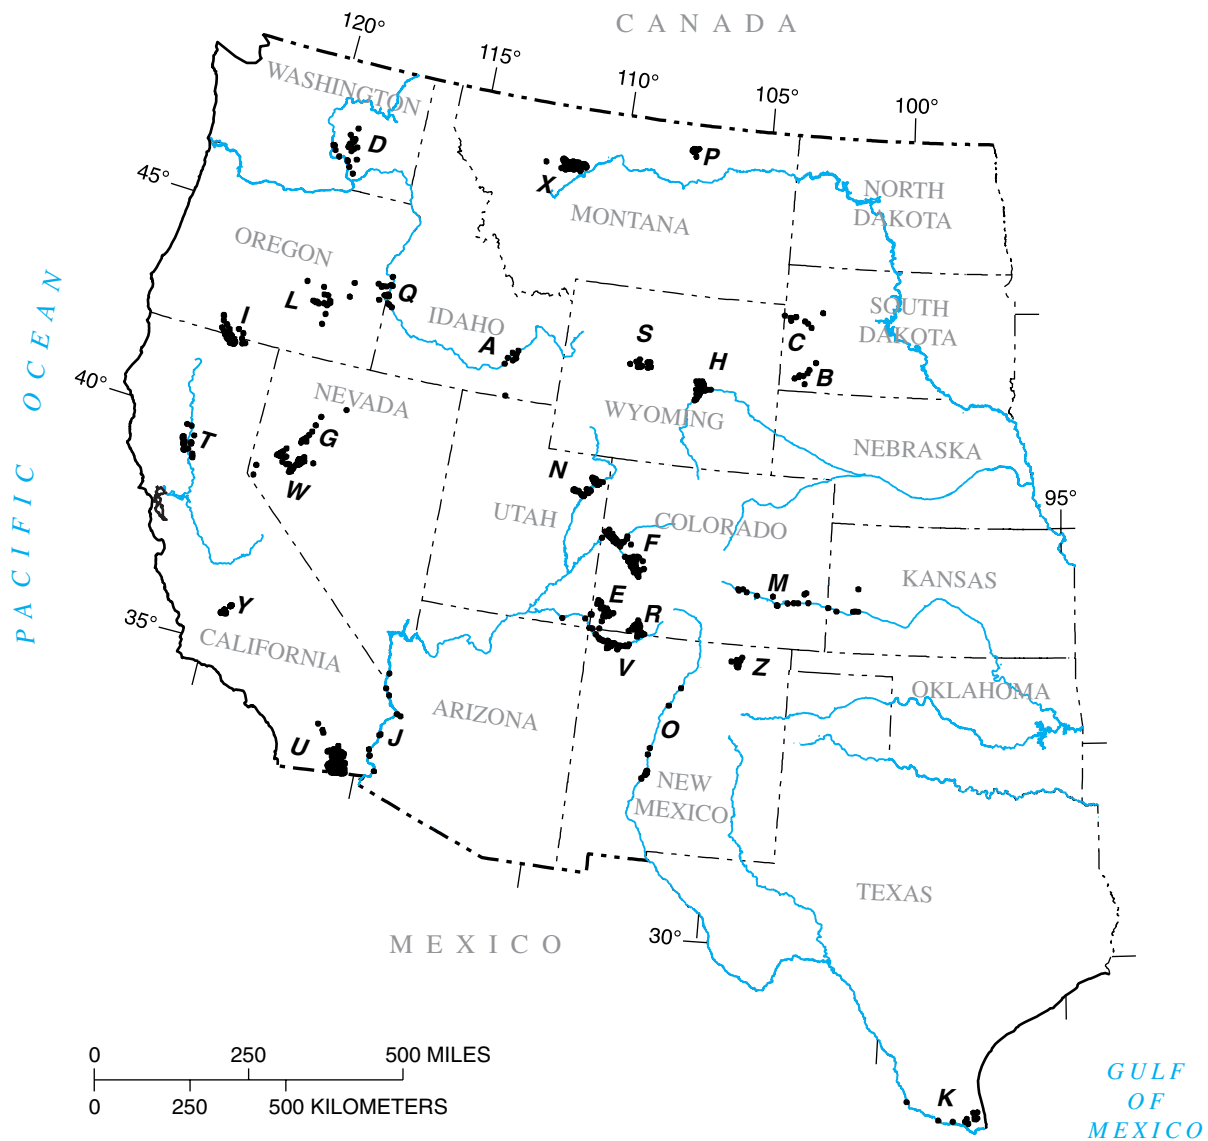 CANADA
120°
115°
110°
105°
100°
WASHINGTON
D
P
X
45°
NORTH
DAKOTA
MONTANA
OREGON
L
Q
I
IDAHO
A
S
H
SOUTH
DAKOTA
C
B
40°
NEVADA
WYOMING
T
G
W
NEBRASKA
N
UTAH
COLORADO
F
95°
PACIFIC OCEAN
KANSAS
M
E
R
Y
35°
CALIFORNIA
V
Z
OKLAHOMA
ARIZONA
U
J
O
NEW
MEXICO
TEXAS
MEXICO
30°
0 250 500 MILES
0 250 500 KILOMETERS
K
GULF
OF
MEXICO